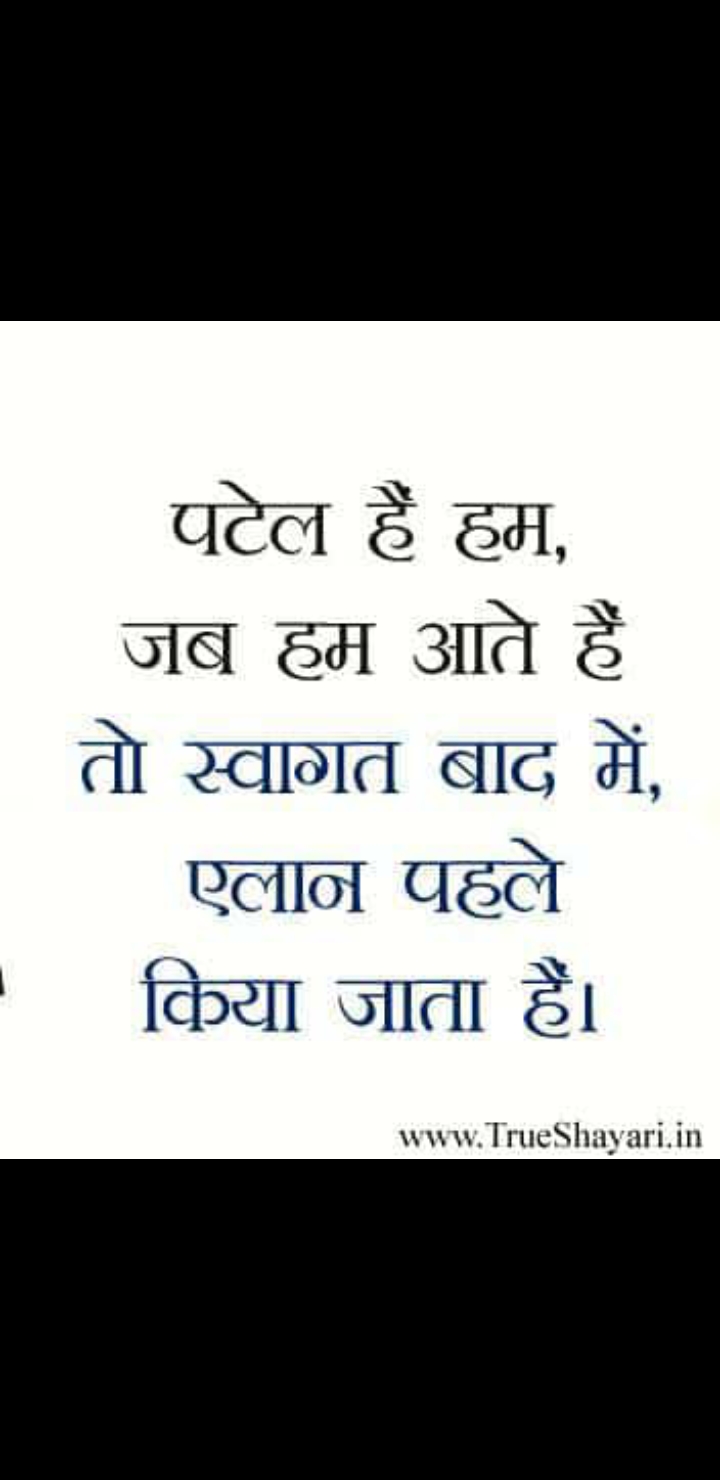 पटेल हैं हम,
जब हम आते हैं
तो स्वागत बाद में,
एलान पहले
किया जाता हैं।
www.TrueShayari.in